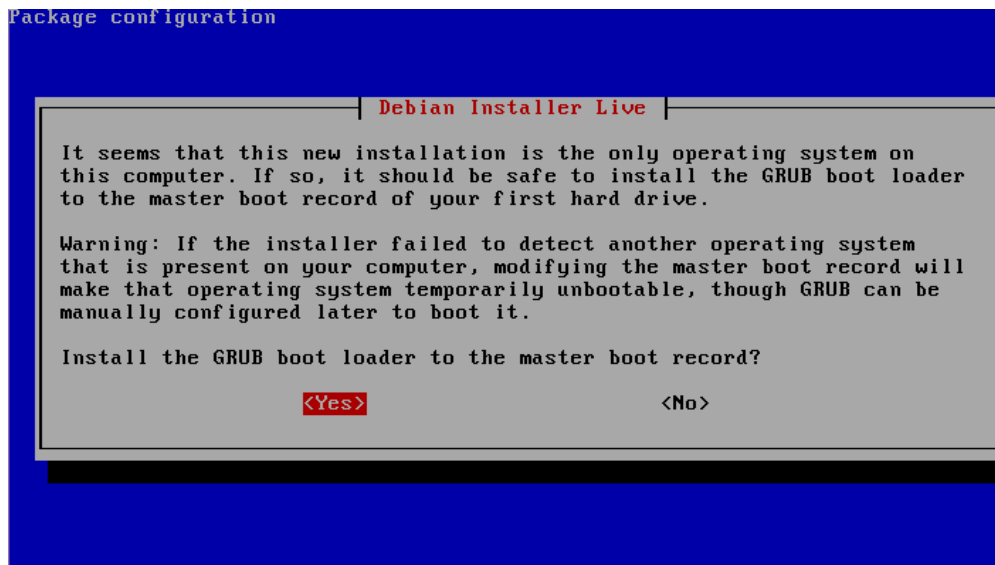 Package configuration
Debian Installer Live
It seems that this new installation is the only operating system on
this computer. If so, it should be safe to install the GRUB boot loader
to the master boot record of your first hard drive.
Warning: If the installer failed to detect another operating system
that is present on your computer, modifying the master boot record will
make that operating system temporarily unbootable, though GRUB can be
manually configured later to boot it.
Install the GRUB boot loader to the master boot record?
<Yes> <No>